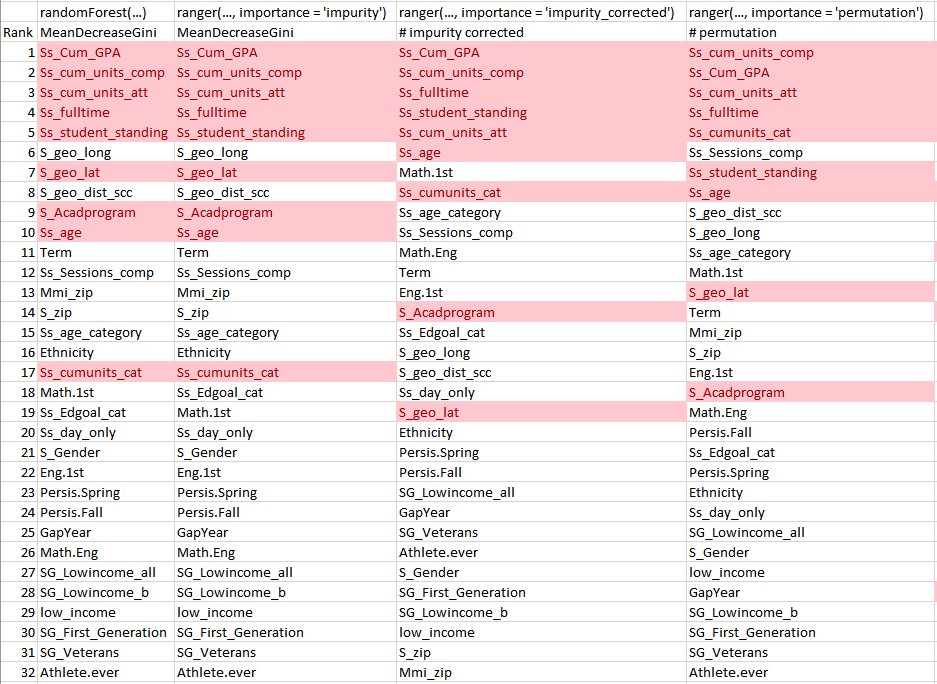 randomForest(…) ranger(…, importance = 'impurity') ranger(…, importance = 'impurity_corrected') ranger(…, importance = 'permutation')
Rank MeanDecreaseGini MeanDecreaseGini # impurity corrected # permutation
1 Ss_Cum_GPA Ss_Cum_GPA Ss_Cum_GPA Ss_cum_units_comp
2 Ss_cum_units_comp Ss_cum_units_comp Ss_cum_units_comp Ss_Cum_GPA
3 Ss_cum_units_att Ss_cum_units_att Ss_fulltime Ss_cum_units_att
4 Ss_fulltime Ss_fulltime Ss_student_standing Ss_fulltime
5 Ss_student_standing Ss_student_standing Ss_cum_units_att Ss_cumunits_cat
6 S_geo_long S_geo_long Ss_age Ss_Sessions_comp
7 S_geo_lat S_geo_lat Math.1st Ss_student_standing
8 S_geo_dist_scc S_geo_dist_scc Ss_cumunits_cat Ss_age
9 S_Acadprogram S_Acadprogram Ss_age_category S_geo_dist_scc
10 Ss_age Ss_age Ss_Sessions_comp S_geo_long
11 Term Term Math.Eng Ss_age_category
12 Ss_Sessions_comp Ss_Sessions_comp Term Math.1st
13 Mmi_zip Mmi_zip Eng.1st S_geo_lat
14 S_zip S_zip S_Acadprogram Term
15 Ss_age_category Ss_age_category Ss_Edgoal_cat Mmi_zip
16 Ethnicity Ethnicity S_geo_long S_zip
17 Ss_cumunits_cat Ss_cumunits_cat S_geo_dist_scc Eng.1st
18 Math.1st Ss_Edgoal_cat Ss_day_only S_Acadprogram
19 Ss_Edgoal_cat Math.1st S_geo_lat Math.Eng
20 Ss_day_only Ss_day_only Ethnicity Persis.Fall
21 S_Gender S_Gender Persis.Spring Ss_Edgoal_cat
22 Eng.1st Eng.1st Persis.Fall Persis.Spring
23 Persis.Spring Persis.Spring SG_Lowincome_all Ethnicity
24 Persis.Fall Persis.Fall GapYear Ss_day_only
25 GapYear GapYear SG_Veterans SG_Lowincome_all
26 Math.Eng Math.Eng Athlete.ever S_Gender
27 SG_Lowincome_all SG_Lowincome_all S_Gender low_income
28 SG_Lowincome_b SG_Lowincome_b SG_First_Generation GapYear
29 low_income low_income SG_Lowincome_b SG_Lowincome_b
30 SG_First_Generation SG_First_Generation low_income SG_First_Generation
31 SG_Veterans SG_Veterans S_zip SG_Veterans
32 Athlete.ever Athlete.ever Mmi_zip Athlete.ever